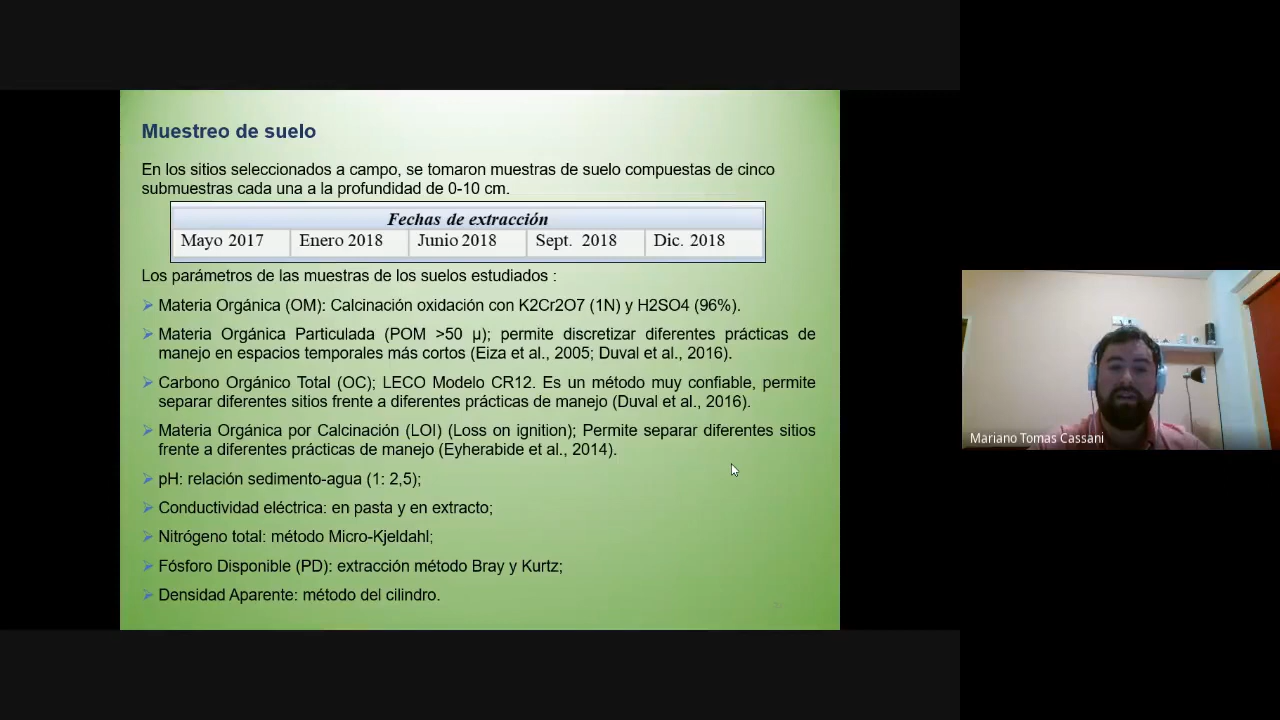 Muestreo de suelo
En los sitios seleccionados a campo, se tomaron muestras de suelo compuestas de cinco
submuestras cada una a la profundidad de 0-10 cm.
Fechas de extracción
Mayo 2017 Enero 2018 Junio 2018 Sept. 2018 Dic. 2018
Los parámetros de las muestras de los suelos estudiados :
➢ Materia Orgánica (OM): Calcinación oxidación con K2Cr2O7 (1N) y H2SO4 (96%).
➢ Materia Orgánica Particulada (POM >50 µ); permite discretizar diferentes prácticas de
manejo en espacios temporales más cortos (Eiza et al., 2005; Duval et al., 2016).
➢ Carbono Orgánico Total (OC); LECO Modelo CR12. Es un método muy confiable, permite
separar diferentes sitios frente a diferentes prácticas de manejo (Duval et al., 2016).
➢ Materia Orgánica por Calcinación (LOI) (Loss on ignition); Permite separar diferentes sitios
frente a diferentes prácticas de manejo (Eyherabide et al., 2014).
➢ pH: relación sedimento-agua (1: 2,5);
➢ Conductividad eléctrica: en pasta y en extracto;
➢ Nitrógeno total: método Micro-Kjeldahl;
➢ Fósforo Disponible (PD): extracción método Bray y Kurtz;
➢ Densidad Aparente: método del cilindro.
Mariano Tomas Cassani